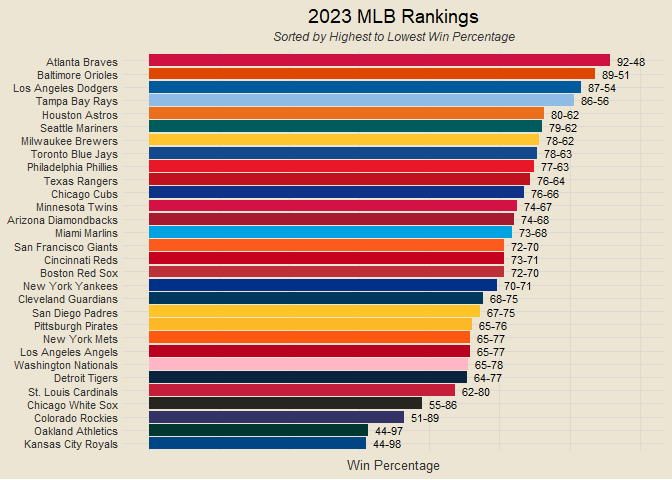 2023 MLB Rankings
Sorted by Highest to Lowest Win Percentage
Atlanta Braves 92-48
Baltimore Orioles 89-51
Los Angeles Dodgers 87-54
Tampa Bay Rays 86-56
Houston Astros 80-62
Seattle Mariners 79-62
Milwaukee Brewers 78-62
Toronto Blue Jays 78-63
Philadelphia Phillies 77-63
Texas Rangers 76-64
Chicago Cubs 76-66
Minnesota Twins 74-67
Arizona Diamondbacks 74-68
Miami Marlins 73-68
San Francisco Giants 72-70
Cincinnati Reds 73-71
Boston Red Sox 72-70
New York Yankees 70-71
Cleveland Guardians 68-75
San Diego Padres 67-75
Pittsburgh Pirates 65-76
New York Mets 65-77
Los Angeles Angels 65-77
Washington Nationals 65-78
Detroit Tigers 64-77
St. Louis Cardinals 62-80
Chicago White Sox 55-86
Colorado Rockies 51-89
Oakland Athletics 44-97
Kansas City Royals 44-98
Win Percentage